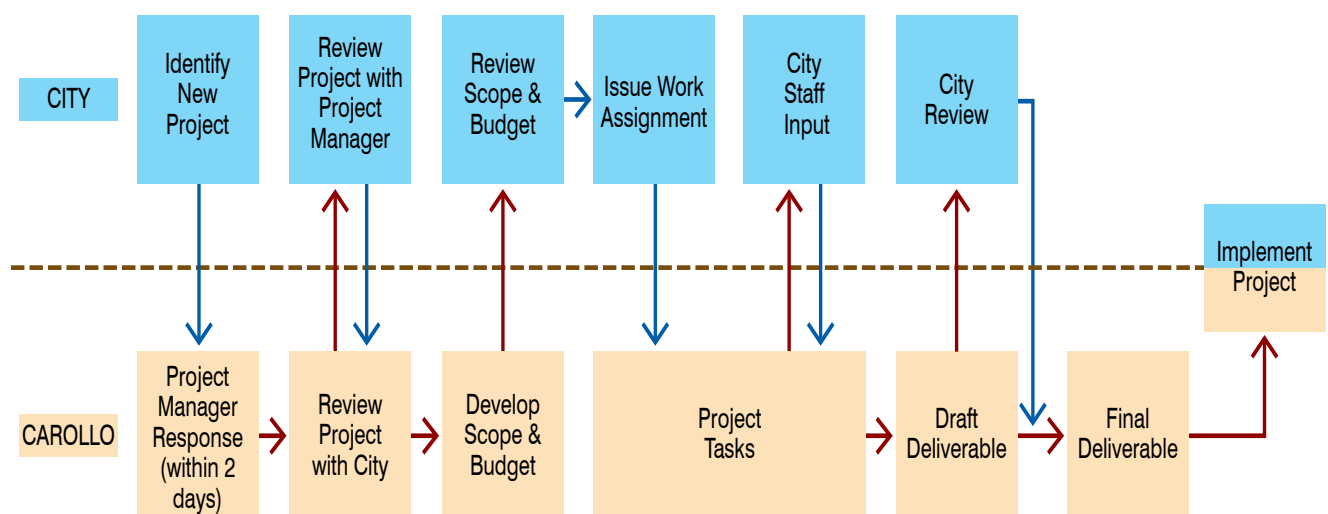 CITY
Identify
New
Project
Review
Project with
Project
Manager
Review
Scope &
Budget
Issue Work
Assignment
City
Staff
Input
City
Review
Implement
Project
CAROLLO
Project
Manager
Response
(within 2
days)
Review
Project
with City
Develop
Scope &
Budget
Project
Tasks
Draft
Deliverable
Final
Deliverable